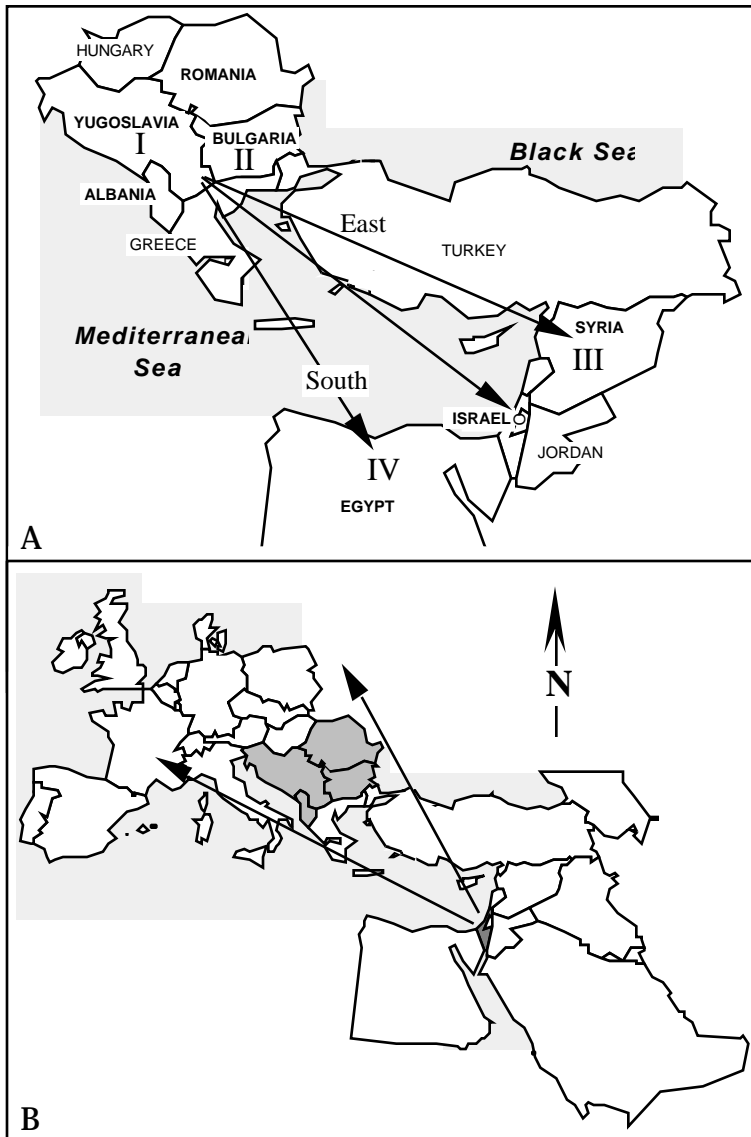 HUNGARY
ROMANIA
YUGOSLAVIA
I
BULGARIA
II
Black Sea
ALBANIA
East
GREECE
TURKEY
Mediterranean
Sea
SYRIA
III
South
ISRAEL
JORDAN
IV
EGYPT
A
N
B